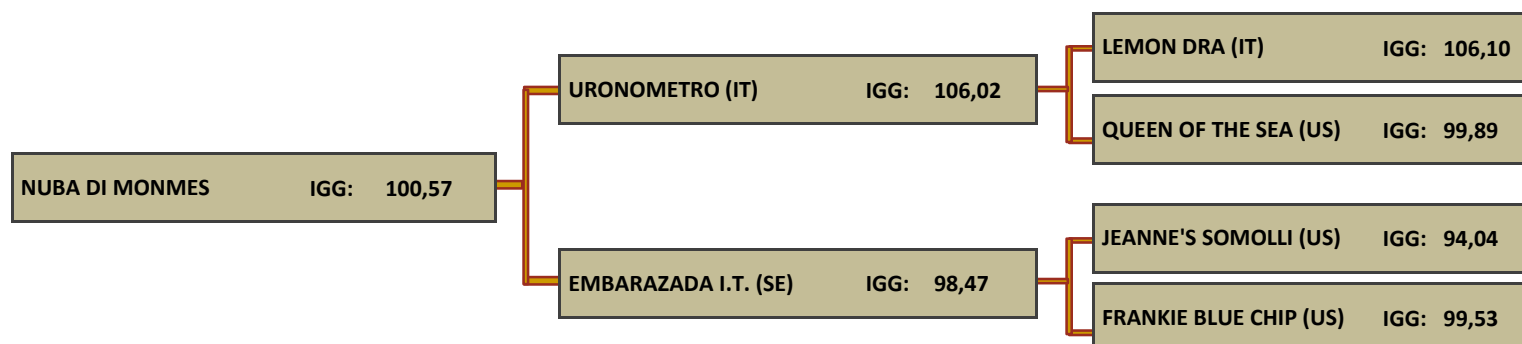 NUBA DI MONMES IGG: 100,57
URONOMETRO (IT) IGG: 106,02
EMBARAZADA I.T. (SE) IGG: 98,47
LEMON DRA (IT) IGG: 106,10
QUEEN OF THE SEA (US) IGG: 99,89
JEANNE'S SOMOLLI (US) IGG: 94,04
FRANKIE BLUE CHIP (US) IGG: 99,53